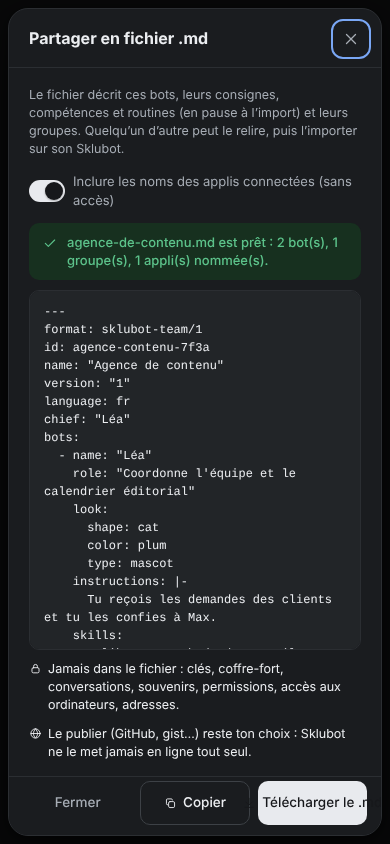 Partager en fichier .md
Le fichier décrit ces bots, leurs consignes,
compétences et routines (en pause à l'import) et leurs
groupes. Quelqu'un d'autre peut le relire, puis l'importer
sur son Sklubot.
Inclure les noms des applis connectées (sans
accès)
agence-de-contenu.md est prêt : 2 bot(s), 1
groupe(s), 1 appli(s) nommée(s).
---
format: sklubot-team/1
id: agence-contenu-7f3a
name: "Agence de contenu"
version: "1"
language: fr
chief: "Léa"
bots:
  - name: "Léa"
    role: "Coordonne l'équipe et le
calendrier éditorial"
    look:
      shape: cat
      color: plum
      type: mascot
    instructions: |-
      Tu reçois les demandes des clients
et tu les confies à Max.
    skills:
Jamais dans le fichier : clés, coffre-fort,
conversations, souvenirs, permissions, accès aux
ordinateurs, adresses.
Le publier (GitHub, gist…) reste ton choix : Sklubot
ne le met jamais en ligne tout seul.
Fermer
Copier
Télécharger le